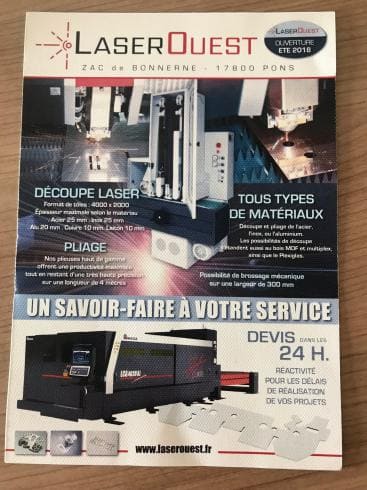 LASEROUEST
ZAC de BONNERNE - 17800 PONS
LASEROUEST
OUVERTURE
ETE 2018
DÉCOUPE LASER
Format de tôles : 4000 x 2000
Epaisseur maximale selon le matériau
Acier 25 mm - Inox 25 mm
Alu 20 mm - Cuivre 10 mm - Laiton 10 mm
PLIAGE
Nos plieuses haut de gamme
offrent une productivité maximale
tout en restant d'une très haute précision
sur une longueur de 4 mètres
TOUS TYPES
DE MATÉRIAUX
Découpe et pliage de l'acier,
l'inox, ou l'aluminium.
Les possibilités de découpe
s'étendent aussi au bois MDF et multiplex,
ainsi que le Plexiglas.
Possibilité de brossage mécanique
sur une largeur de 300 mm
UN SAVOIR-FAIRE À VOTRE SERVICE
DEVIS DANS LES
24 H.
RÉACTIVITÉ
POUR LES DÉLAIS
DE RÉALISATION
DE VOS PROJETS
www.laserouest.fr